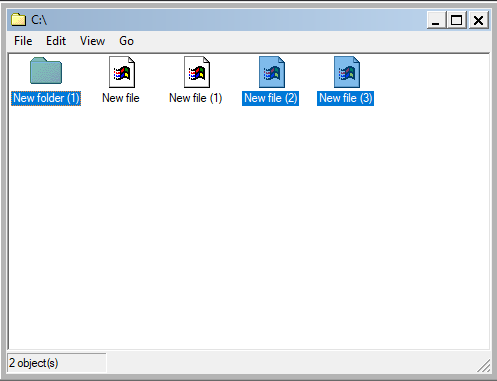 C:\
File Edit View Go
New folder (1) New file New file (1) New file (2) New file (3)
2 object(s)